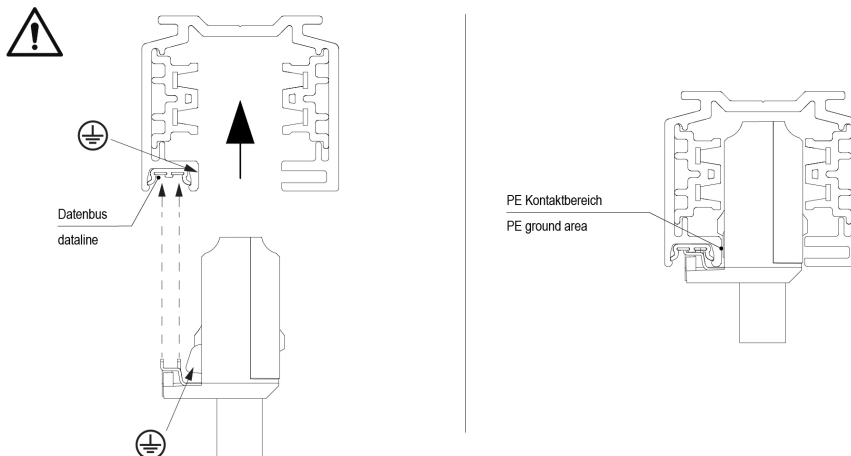 Datenbus
dataline
PE Kontaktbereich
PE ground area